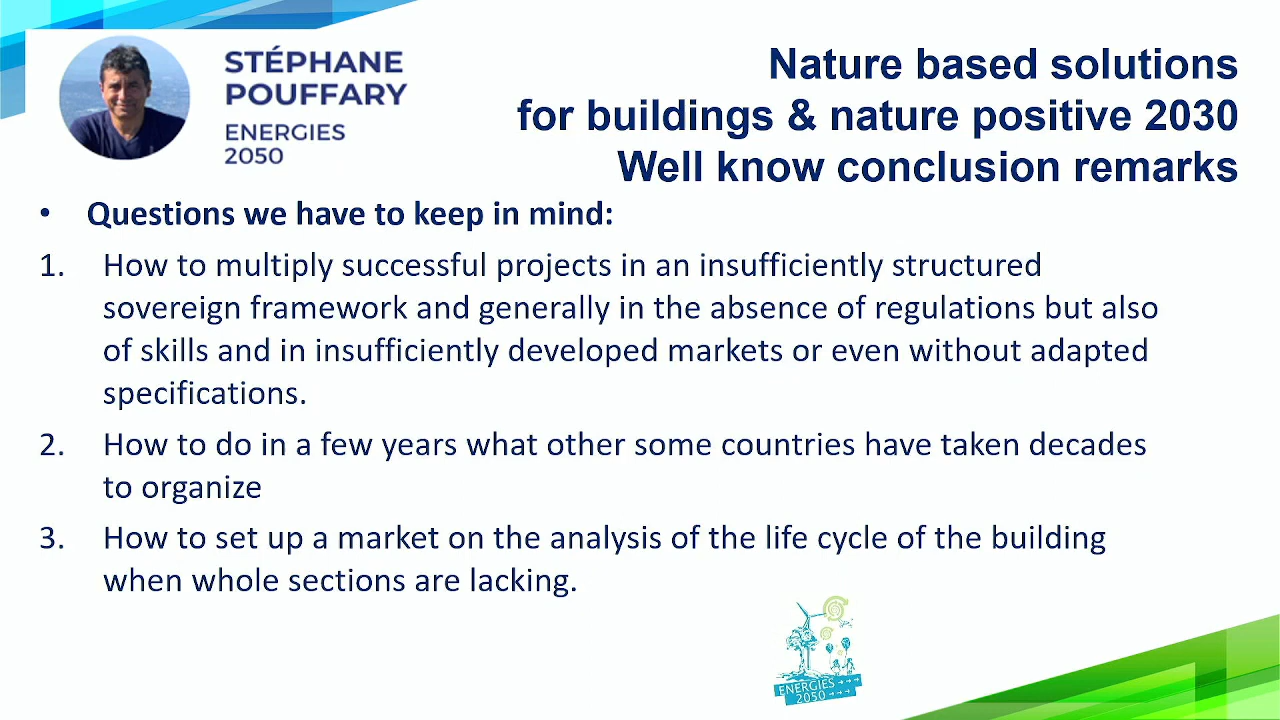 STÉPHANE
POUFFARY
ENERGIES
2050
Nature based solutions
for buildings & nature positive 2030
Well know conclusion remarks
• Questions we have to keep in mind:
1. How to multiply successful projects in an insufficiently structured
sovereign framework and generally in the absence of regulations but also
of skills and in insufficiently developed markets or even without adapted
specifications.
2. How to do in a few years what other some countries have taken decades
to organize
3. How to set up a market on the analysis of the life cycle of the building
when whole sections are lacking.
ENERGIES
2050